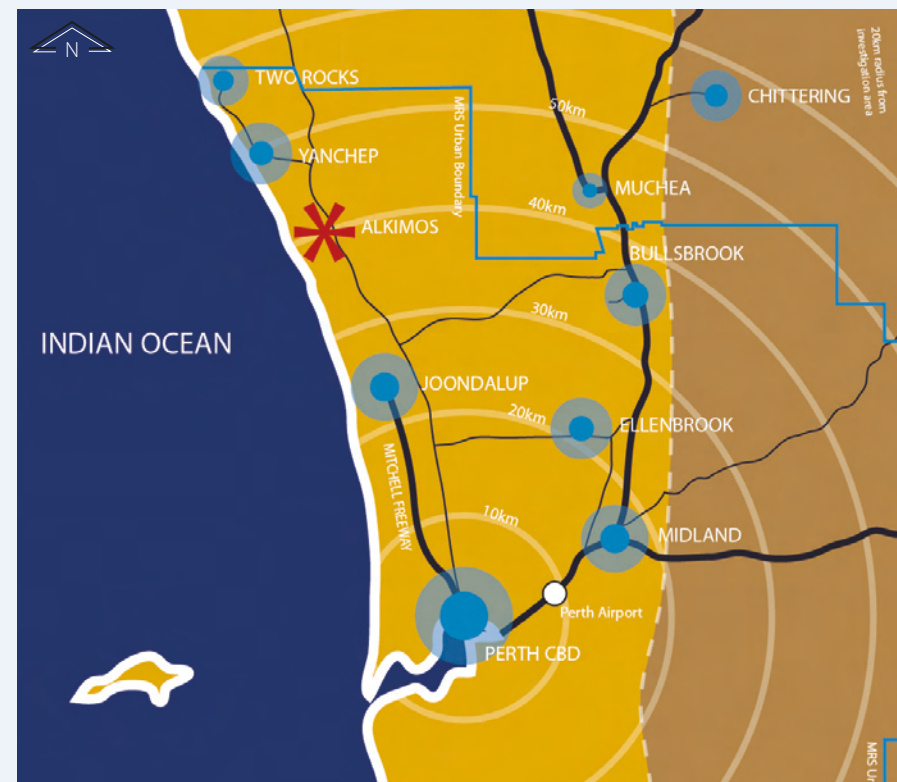 N
20km radius from
investigation area
TWO ROCKS
CHITTERING
50km
MRS Urban Boundary
YANCHEP
MUCHEA
40km
ALKIMOS
BULLSBROOK
30km
INDIAN OCEAN
JOONDALUP
20km
ELLENBROOK
MITCHELL FREEWAY
10km
MIDLAND
Perth Airport
PERTH CBD
MRS U